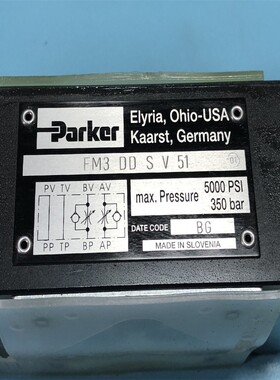 Parker
Elyria, Ohio-USA
Kaarst, Germany
FM3 DD S V 51
PV TV BV AV
PP TP BP AP
max. Pressure 5000 PSI
350 bar
DATE CODE BG
MADE IN SLOVENIA